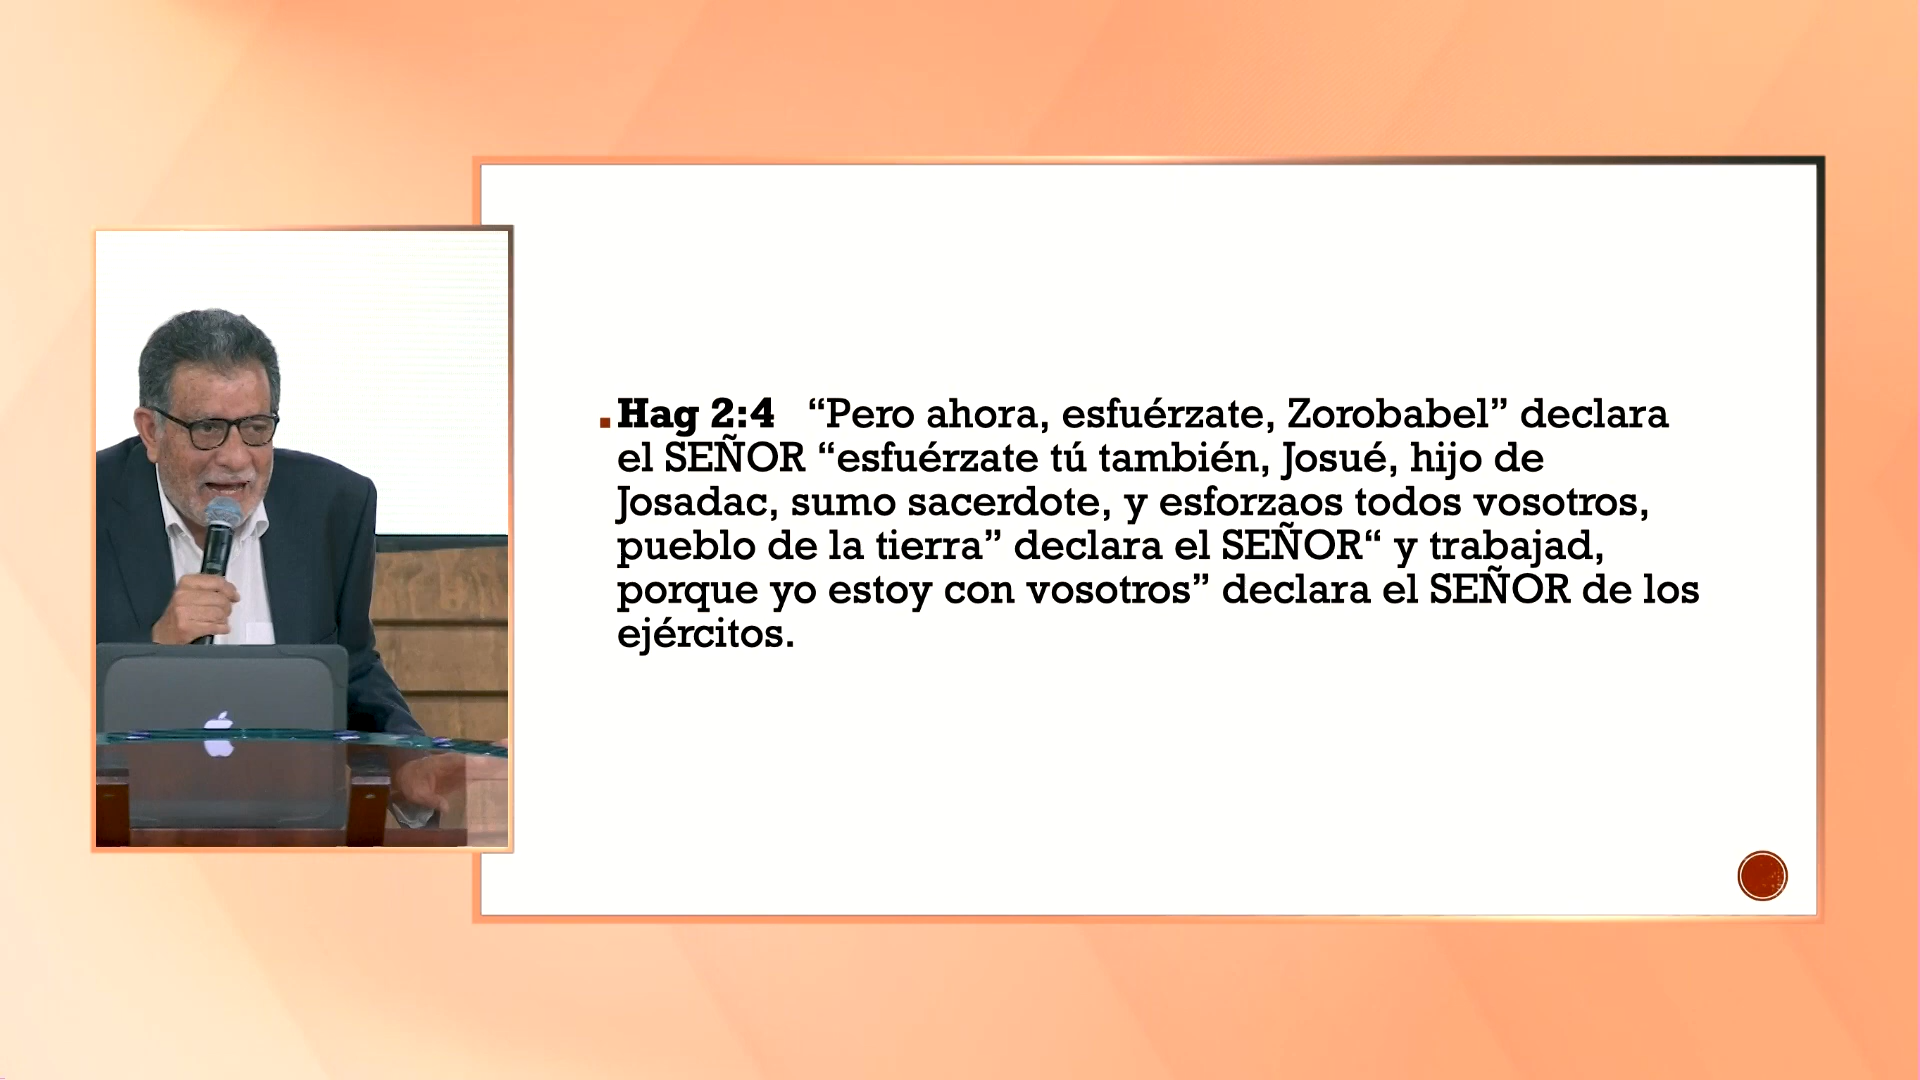 Hag 2:4 “Pero ahora, esfuérzate, Zorobabel” declara
el SEÑOR “esfuérzate tú también, Josué, hijo de
Josadac, sumo sacerdote, y esforzaos todos vosotros,
pueblo de la tierra” declara el SEÑOR“ y trabajad,
porque yo estoy con vosotros” declara el SEÑOR de los
ejércitos.